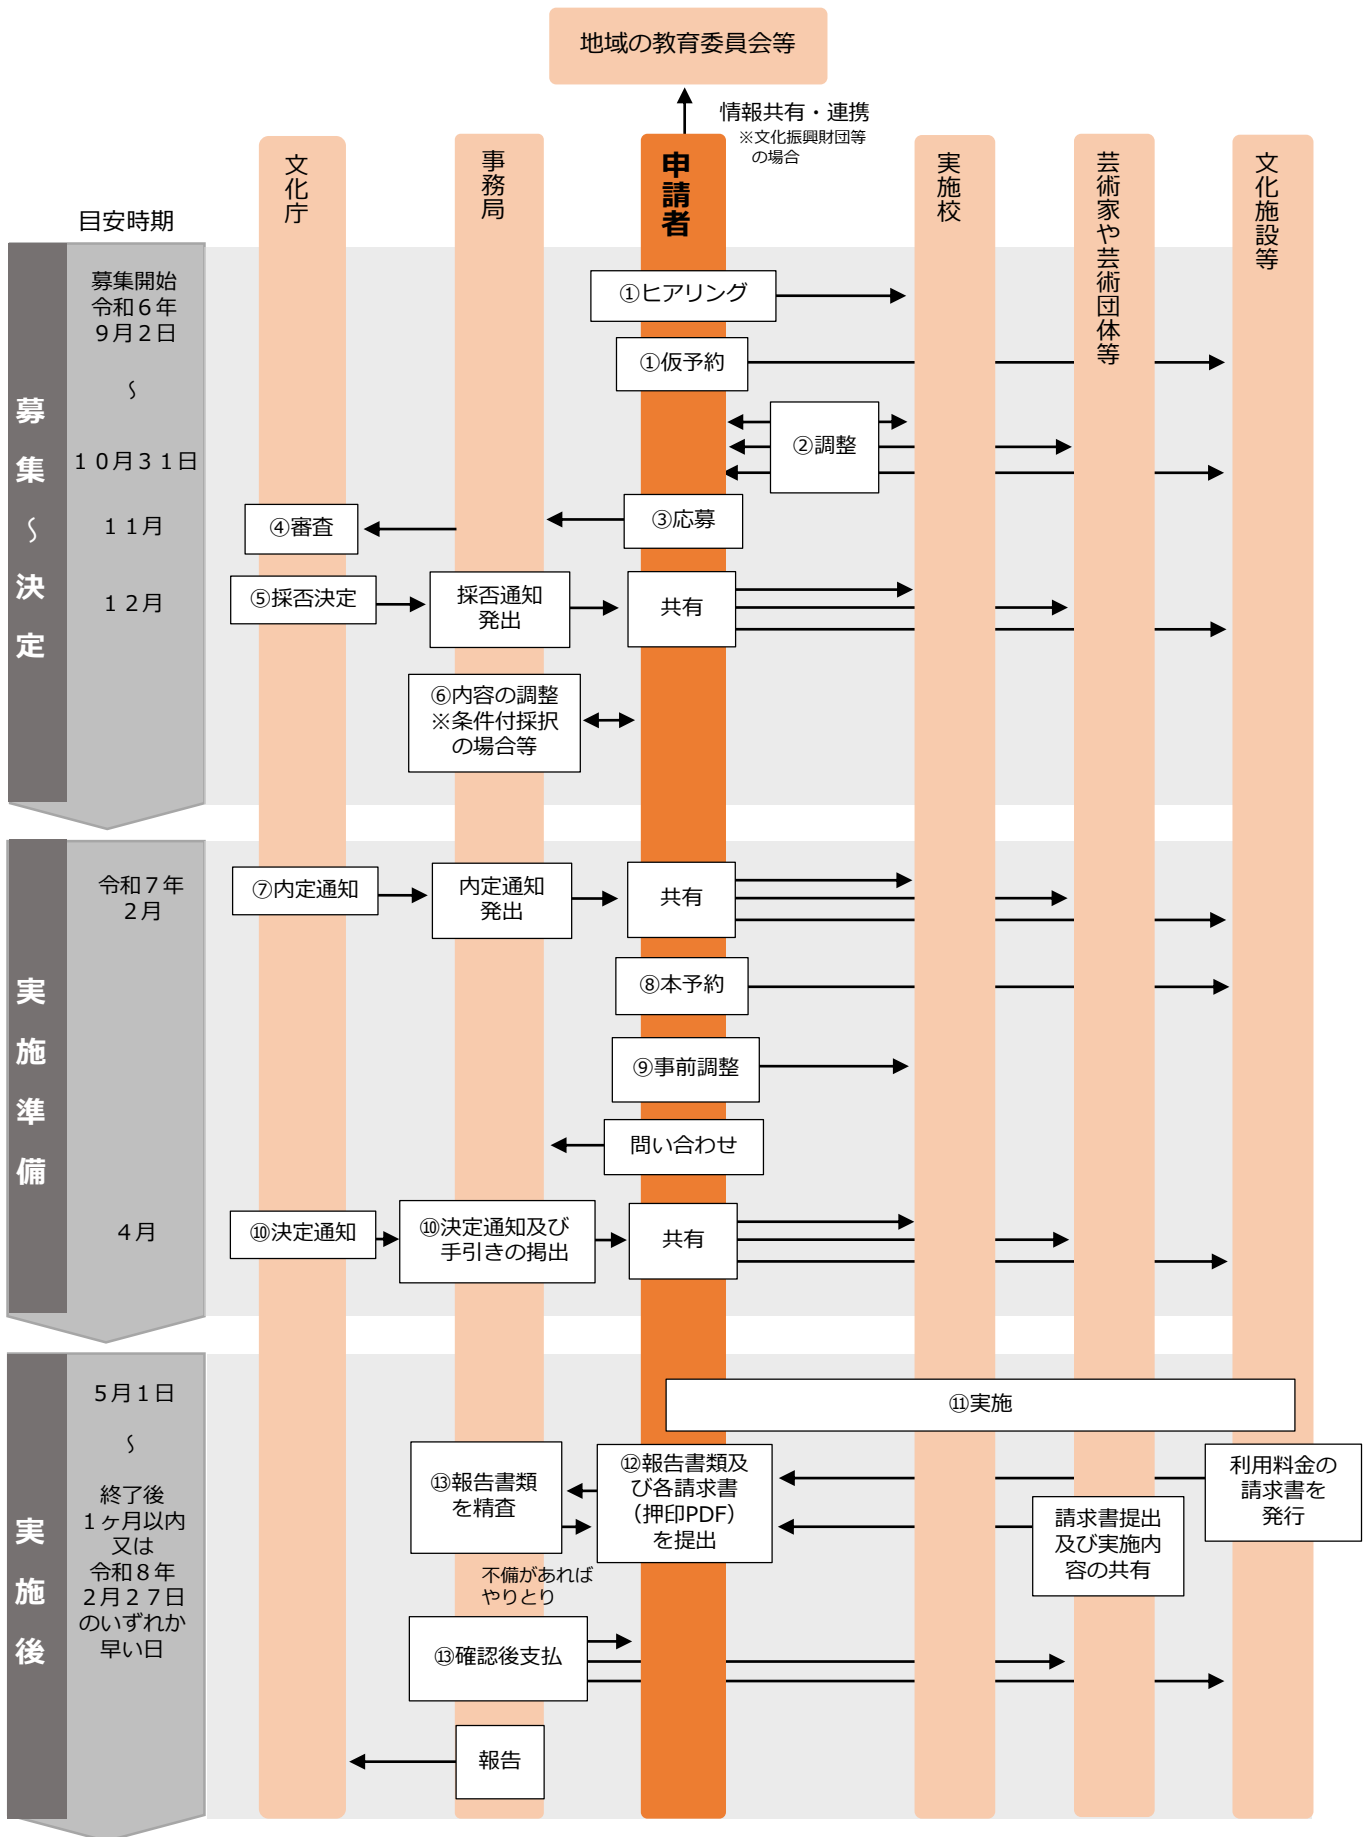 地域の教育委員会等
情報共有・連携
※文化振興財団等
の場合
文化庁
事務局
申請者
実施校
芸術家や芸術団体等
文化施設等
目安時期
募集～決定
募集開始
令和６年
９月２日
～
１０月３１日
１１月
１２月
①ヒアリング
①仮予約
②調整
③応募
④審査
⑤採否決定
採否通知
発出
共有
⑥内容の調整
※条件付採択
の場合等
実施準備
令和７年
２月
４月
⑦内定通知
内定通知
発出
共有
⑧本予約
⑨事前調整
問い合わせ
⑩決定通知
⑩決定通知及び
手引きの掲出
共有
実施後
５月１日
～
終了後
１ヶ月以内
又は
令和８年
２月２７日
のいずれか
早い日
⑪実施
⑬報告書類
を精査
⑫報告書類及
び各請求書
（押印PDF）
を提出
利用料金の
請求書を
発行
請求書提出
及び実施内
容の共有
不備があれば
やりとり
⑬確認後支払
報告